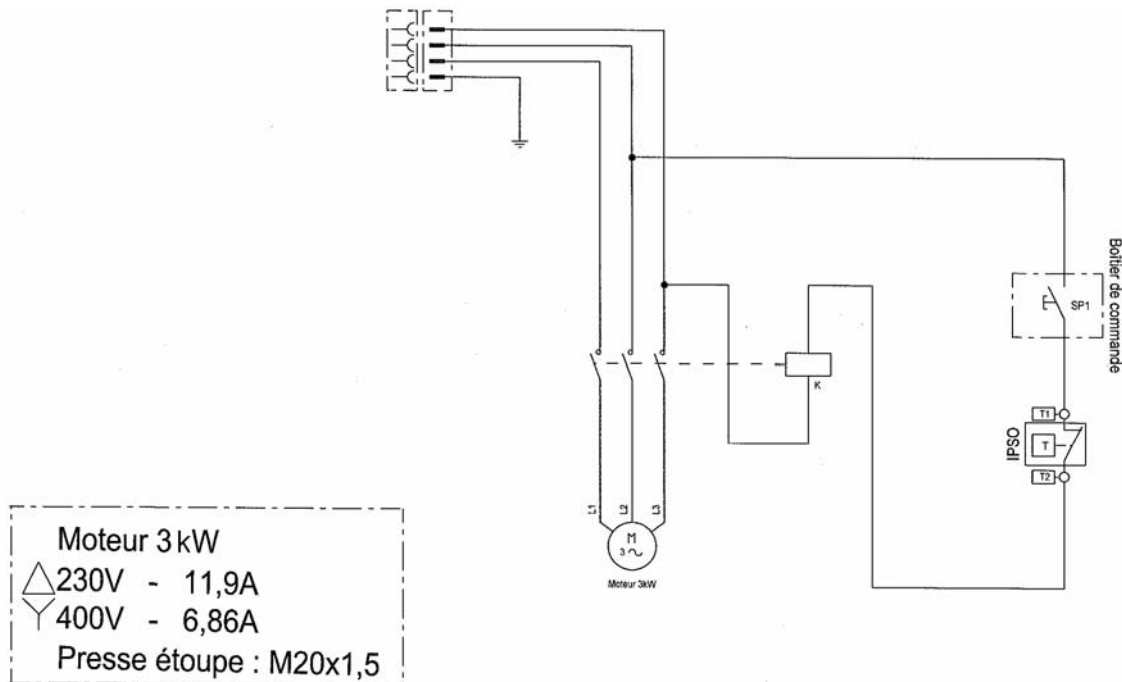 Boîtier de commande
SP1
K
T1
IPSO
T
T2
L1
L2
L3
M
3
Moteur 3kW
Moteur 3kW
230V - 11,9A
400V - 6,86A
Presse étoupe : M20x1,5